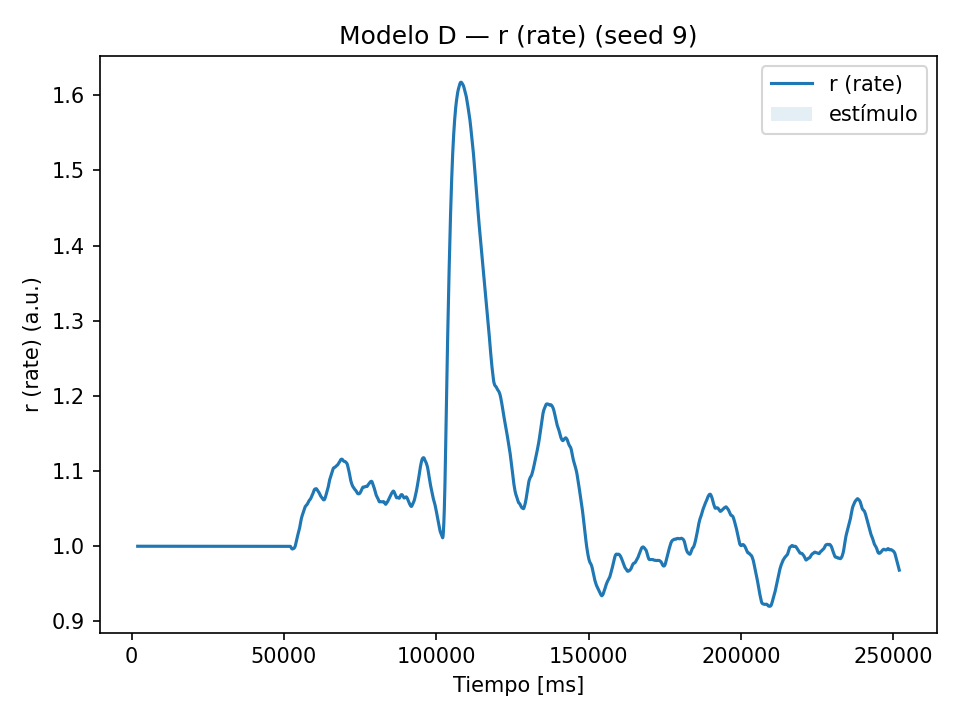 Modelo D — r (rate) (seed 9)
r (rate)
estímulo
r (rate) (a.u.)
1.6
1.5
1.4
1.3
1.2
1.1
1.0
0.9
0 50000 100000 150000 200000 250000
Tiempo [ms]